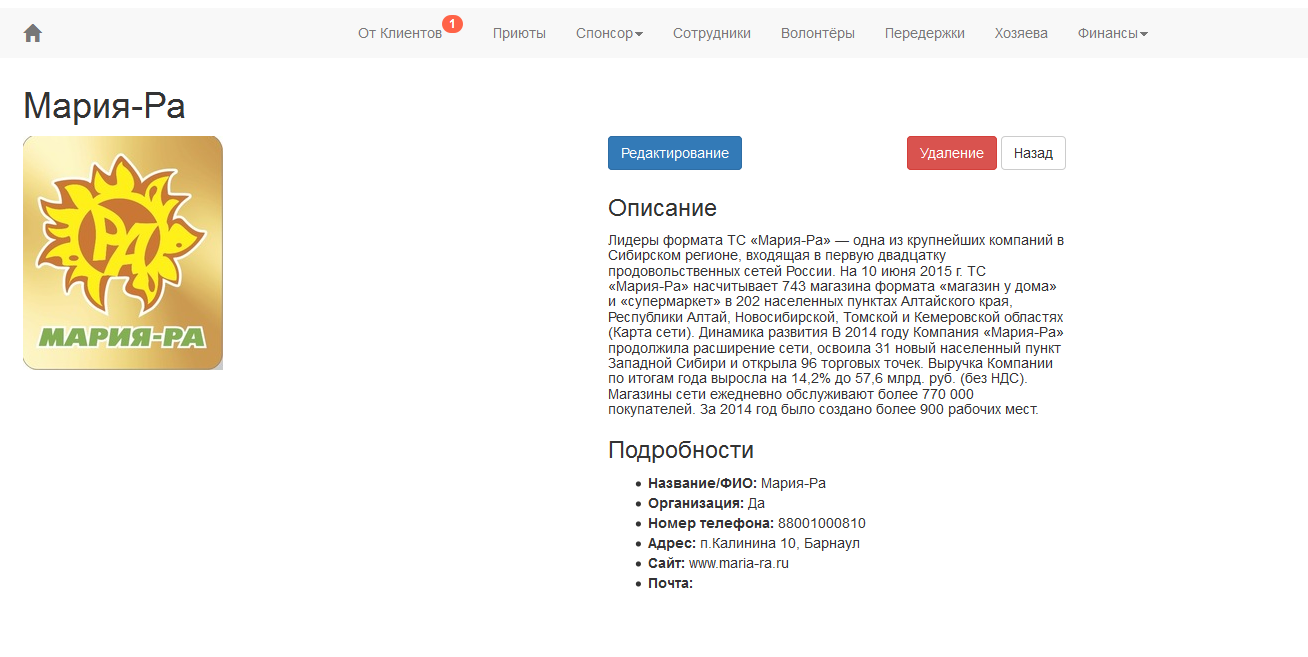 От Клиентов 1 Приюты Спонсор Сотрудники Волонтёры Передержки Хозяева Финансы
Мария-Ра
РА
МАРИЯ-РА
Редактирование Удаление Назад
Описание
Лидеры формата ТС «Мария-Ра» — одна из крупнейших компаний в
Сибирском регионе, входящая в первую двадцатку
продовольственных сетей России. На 10 июня 2015 г. ТС
«Мария-Ра» насчитывает 743 магазина формата «магазин у дома»
и «супермаркет» в 202 населенных пунктах Алтайского края,
Республики Алтай, Новосибирской, Томской и Кемеровской областях
(Карта сети). Динамика развития В 2014 году Компания «Мария-Ра»
продолжила расширение сети, освоила 31 новый населенный пункт
Западной Сибири и открыла 96 торговых точек. Выручка Компании
по итогам года выросла на 14,2% до 57,6 млрд. руб. (без НДС).
Магазины сети ежедневно обслуживают более 770 000
покупателей. За 2014 год было создано более 900 рабочих мест.
Подробности
• Название/ФИО: Мария-Ра
• Организация: Да
• Номер телефона: 88001000810
• Адрес: п.Калинина 10, Барнаул
• Сайт: www.maria-ra.ru
• Почта: